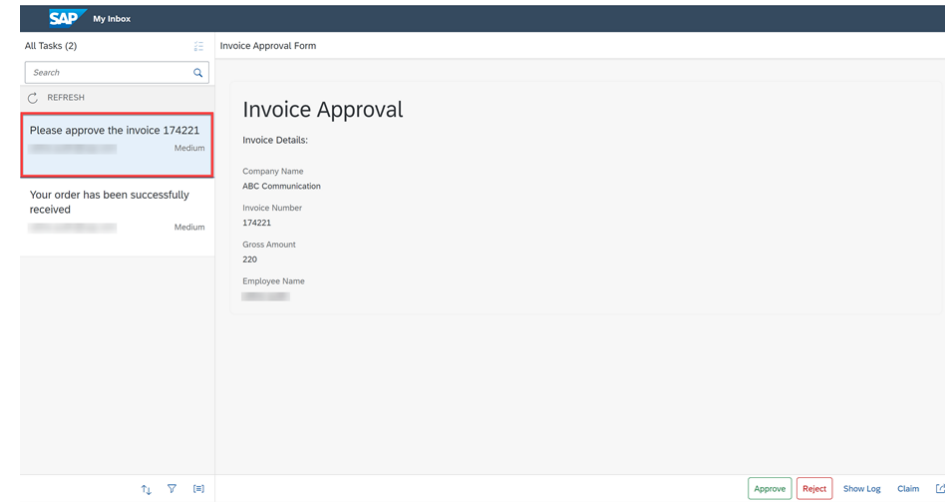 SAP My Inbox
All Tasks (2)
Search
REFRESH
Please approve the invoice 174221
Medium
Your order has been successfully
received
Medium
Invoice Approval Form
Invoice Approval
Invoice Details:
Company Name
ABC Communication
Invoice Number
174221
Gross Amount
220
Employee Name
Approve Reject Show Log Claim